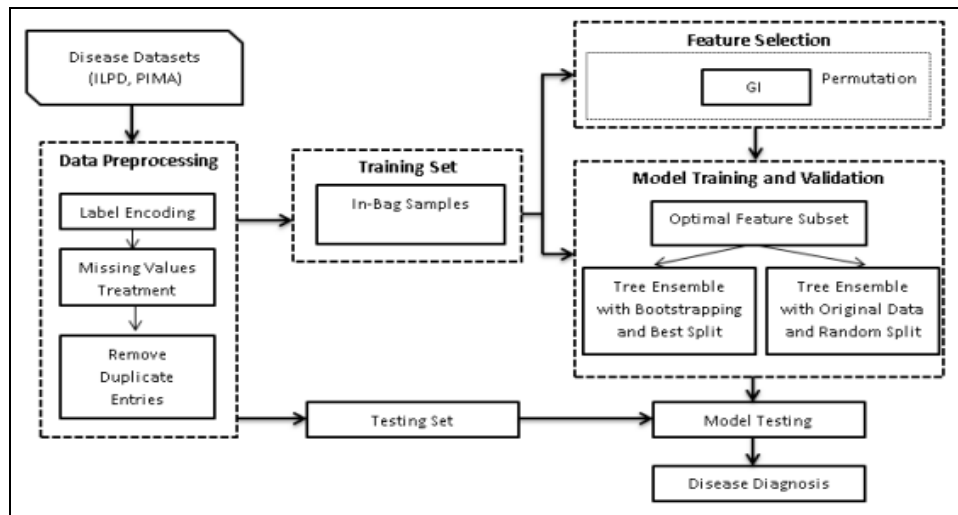 Disease Datasets
(ILPD, PIMA)
Data Preprocessing
Label Encoding
Missing Values
Treatment
Remove
Duplicate
Entries
Training Set
In-Bag Samples
Feature Selection
GI
Permutation
Model Training and Validation
Optimal Feature Subset
Tree Ensemble
with Bootstrapping
and Best Split
Tree Ensemble
with Original Data
and Random Split
Testing Set
Model Testing
Disease Diagnosis